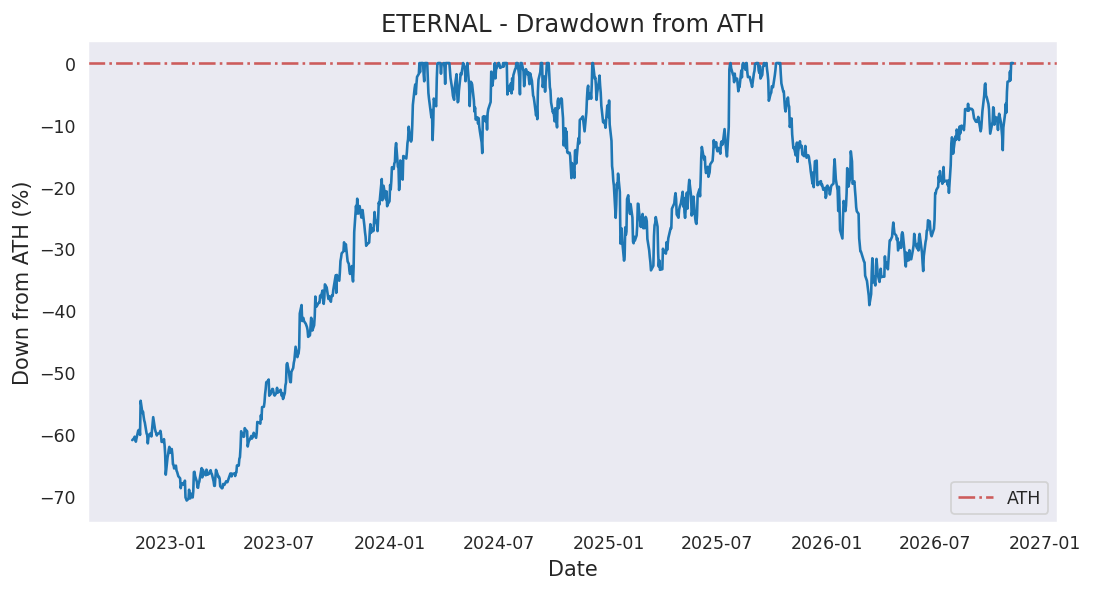 ETERNAL - Drawdown from ATH
Down from ATH (%)
0
−10
−20
−30
−40
−50
−60
−70
ATH
2023-01 2023-07 2024-01 2024-07 2025-01 2025-07 2026-01 2026-07 2027-01
Date